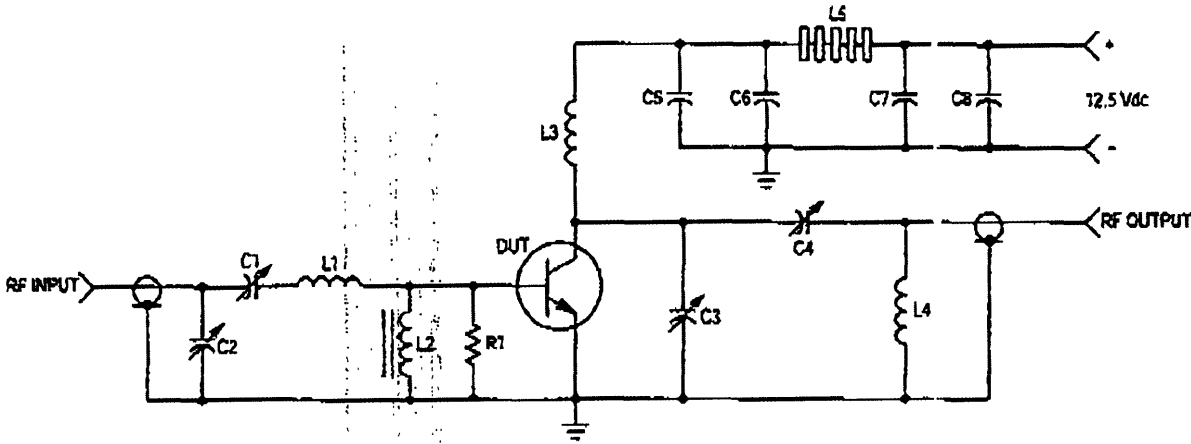 L5
C5
C6
C7
C8
+
12.5 Vdc
-
L3
RF OUTPUT
C4
DUT
C1
L1
RF INPUT
C3
L4
C2
L2
R1